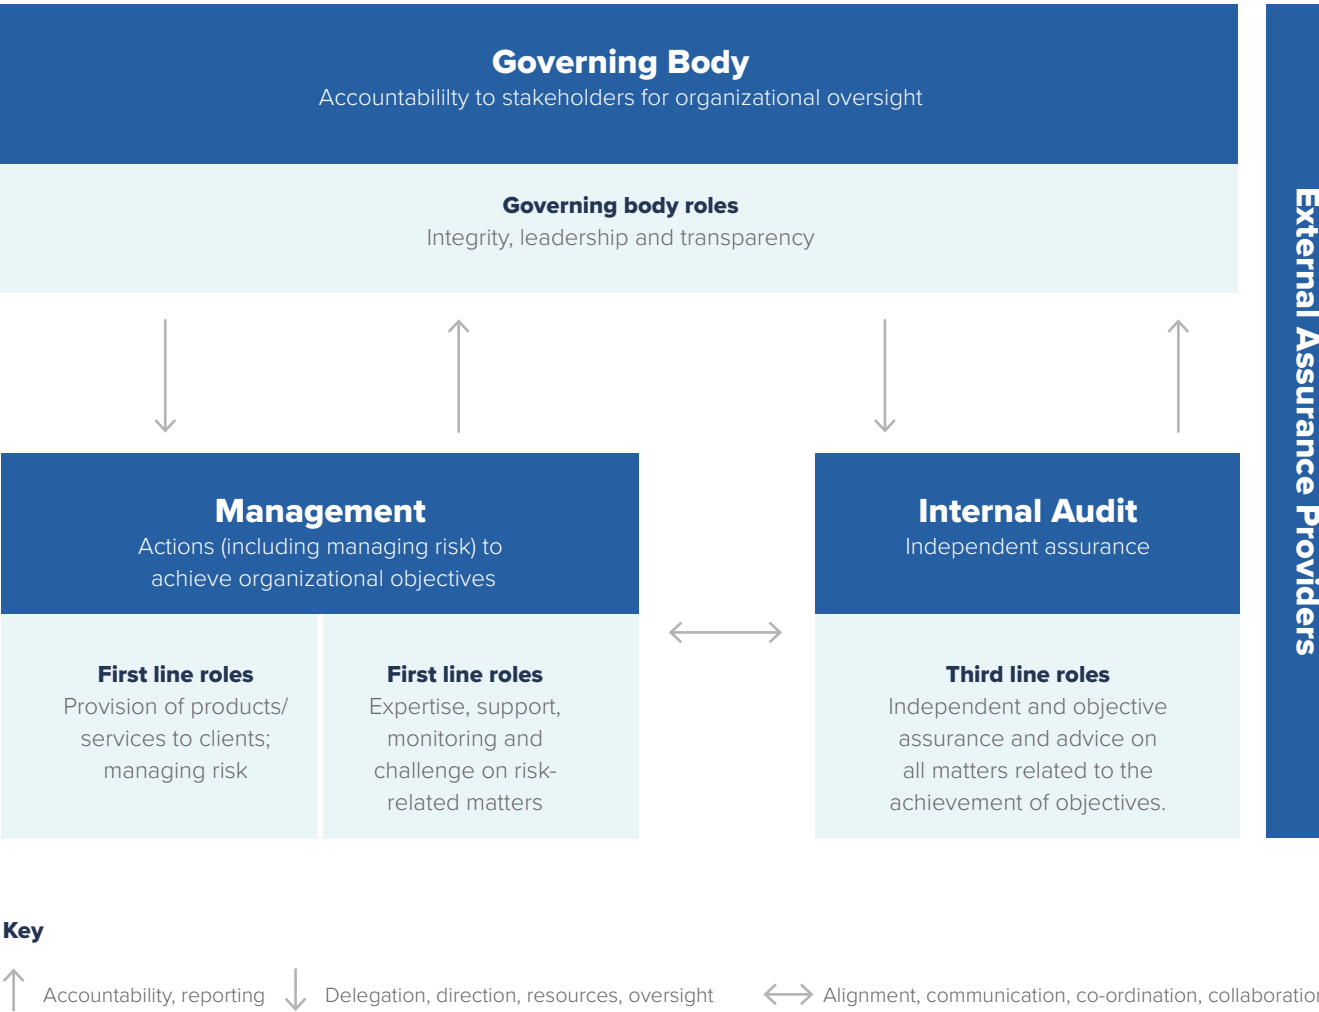 Governing Body
Accountabililty to stakeholders for organizational oversight
Governing body roles
Integrity, leadership and transparency
Management
Actions (including managing risk) to
achieve organizational objectives
First line roles
Provision of products/
services to clients;
managing risk
First line roles
Expertise, support,
monitoring and
challenge on risk-
related matters
Internal Audit
Independent assurance
Third line roles
Independent and objective
assurance and advice on
all matters related to the
achievement of objectives.
External Assurance Providers
Key
Accountability, reporting
Delegation, direction, resources, oversight
Alignment, communication, co-ordination, collaboration